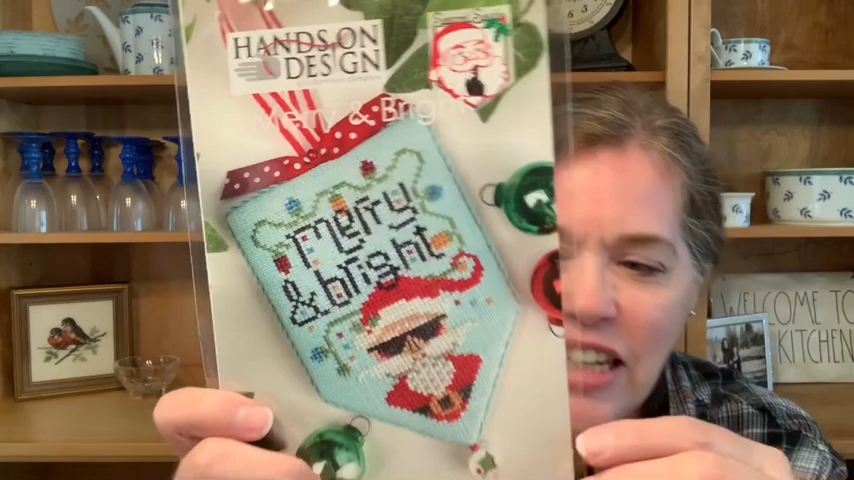 HANDS ON
DESIGN
Merry & Bright
merry
& bright
WELCOME TO
KITCHEN